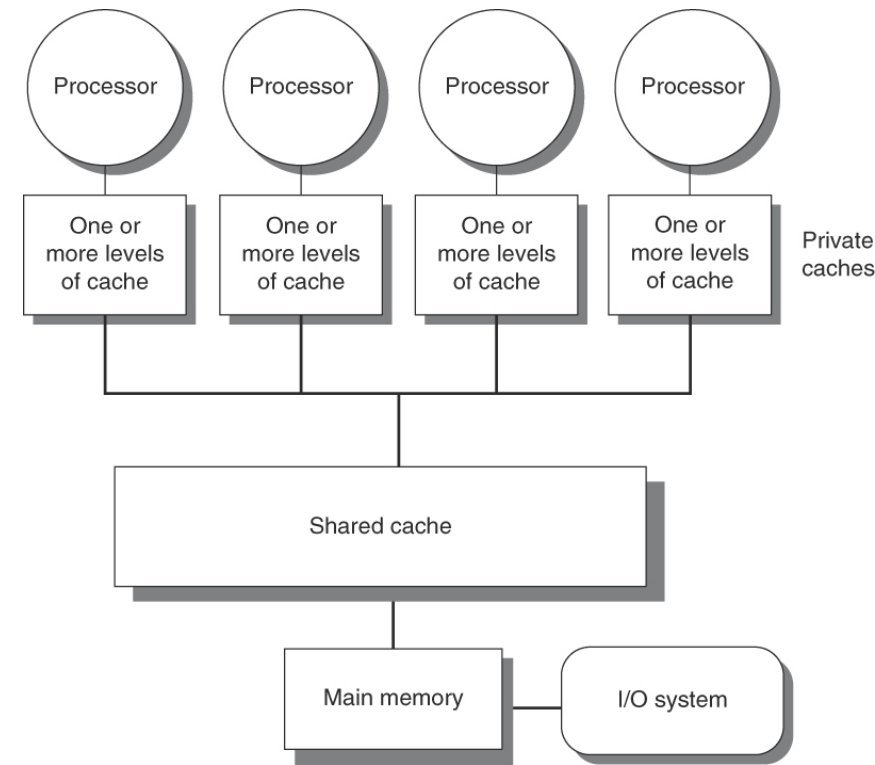 Processor
Processor
Processor
Processor
One or
more levels
of cache
One or
more levels
of cache
One or
more levels
of cache
One or
more levels
of cache
Private
caches
Shared cache
Main memory
I/O system